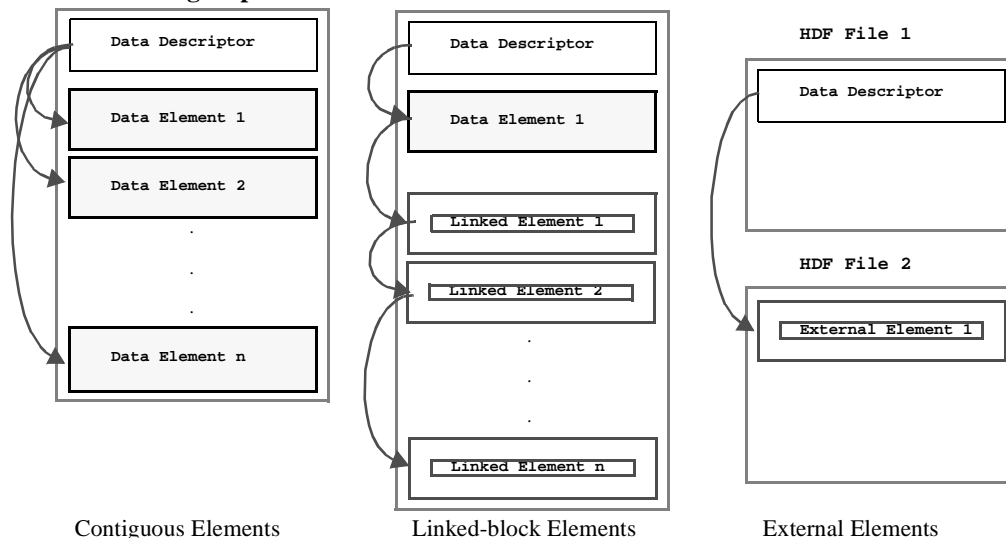 Data Descriptor
Data Element 1
Data Element 2
.
.
.
Data Element n
Contiguous Elements
Data Descriptor
Data Element 1
Linked Element 1
Linked Element 2
.
.
.
Linked Element n
Linked-block Elements
HDF File 1
Data Descriptor
HDF File 2
External Element 1
External Elements